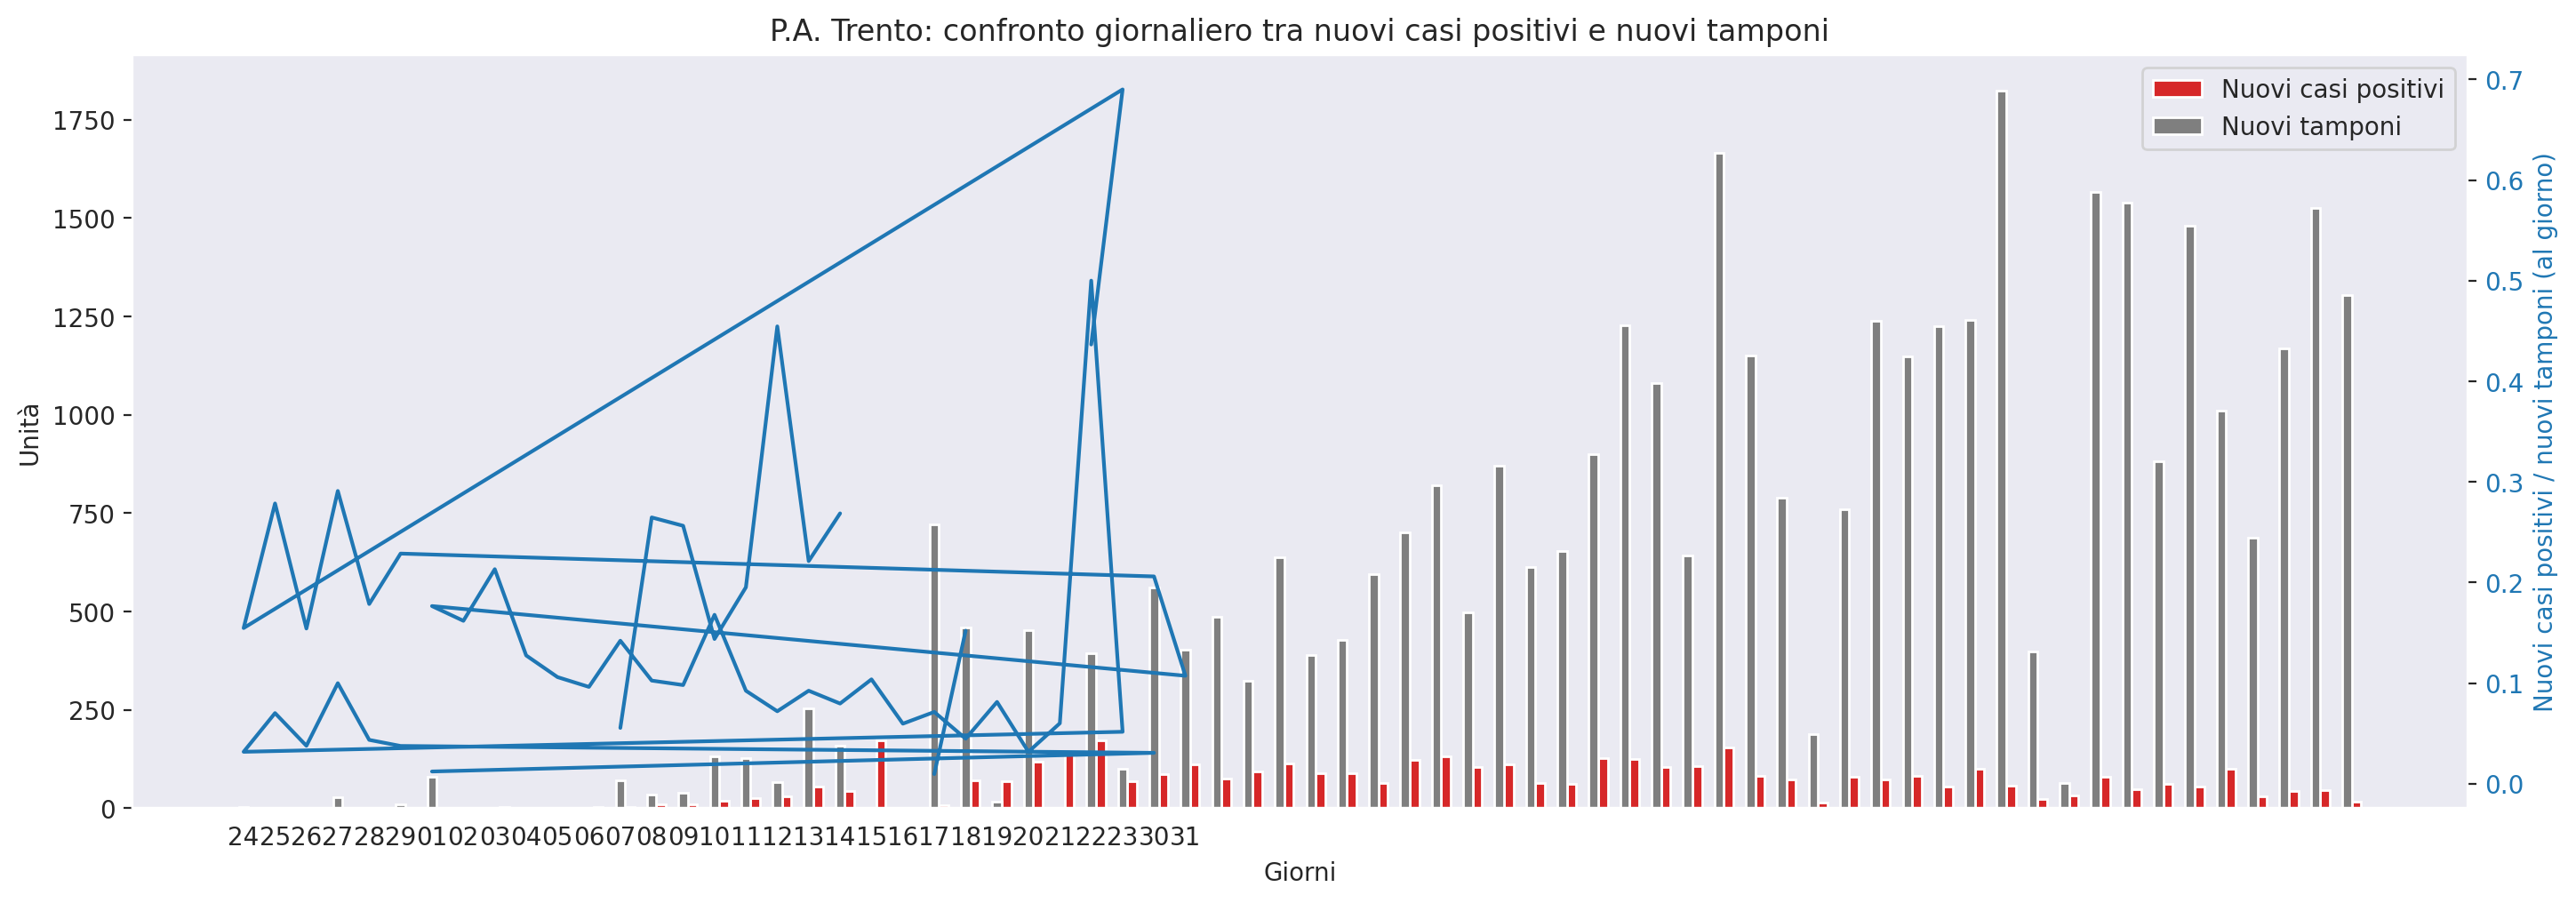 P.A. Trento: confronto giornaliero tra nuovi casi positivi e nuovi tamponi
Nuovi casi positivi
Nuovi tamponi
Unità
1750
1500
1250
1000
750
500
250
0
0.7
0.6
0.5
0.4
0.3
0.2
0.1
0.0
Nuovi casi positivi / nuovi tamponi (al giorno)
24252627282901020304050607080910111213141516171819202122233031
Giorni